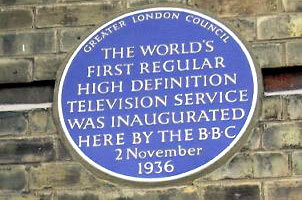 GREATER LONDON COUNCIL
THE WORLD'S
FIRST REGULAR
HIGH DEFINITION
TELEVISION SERVICE
WAS INAUGURATED
HERE BY THE B·B·C
2 November
1936